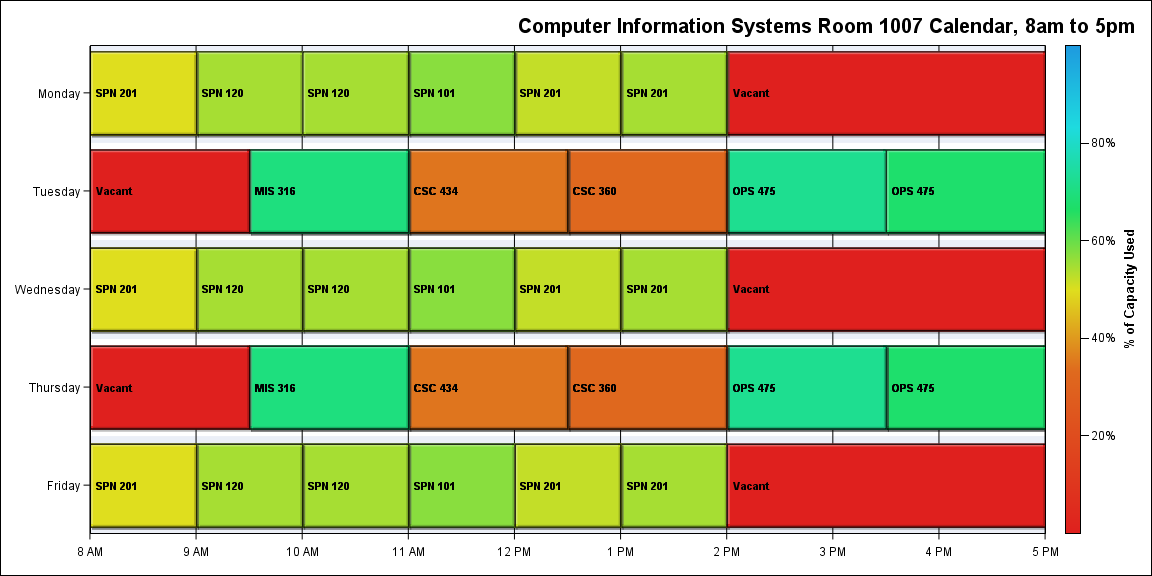 Computer Information Systems Room 1007 Calendar, 8am to 5pm
Monday
SPN 201
SPN 120
SPN 120
SPN 101
SPN 201
SPN 201
Vacant
Tuesday
Vacant
MIS 316
CSC 434
CSC 360
OPS 475
OPS 475
Wednesday
SPN 201
SPN 120
SPN 120
SPN 101
SPN 201
SPN 201
Vacant
Thursday
Vacant
MIS 316
CSC 434
CSC 360
OPS 475
OPS 475
Friday
SPN 201
SPN 120
SPN 120
SPN 101
SPN 201
SPN 201
Vacant
8 AM
9 AM
10 AM
11 AM
12 PM
1 PM
2 PM
3 PM
4 PM
5 PM
80%
60%
40%
20%
% of Capacity Used